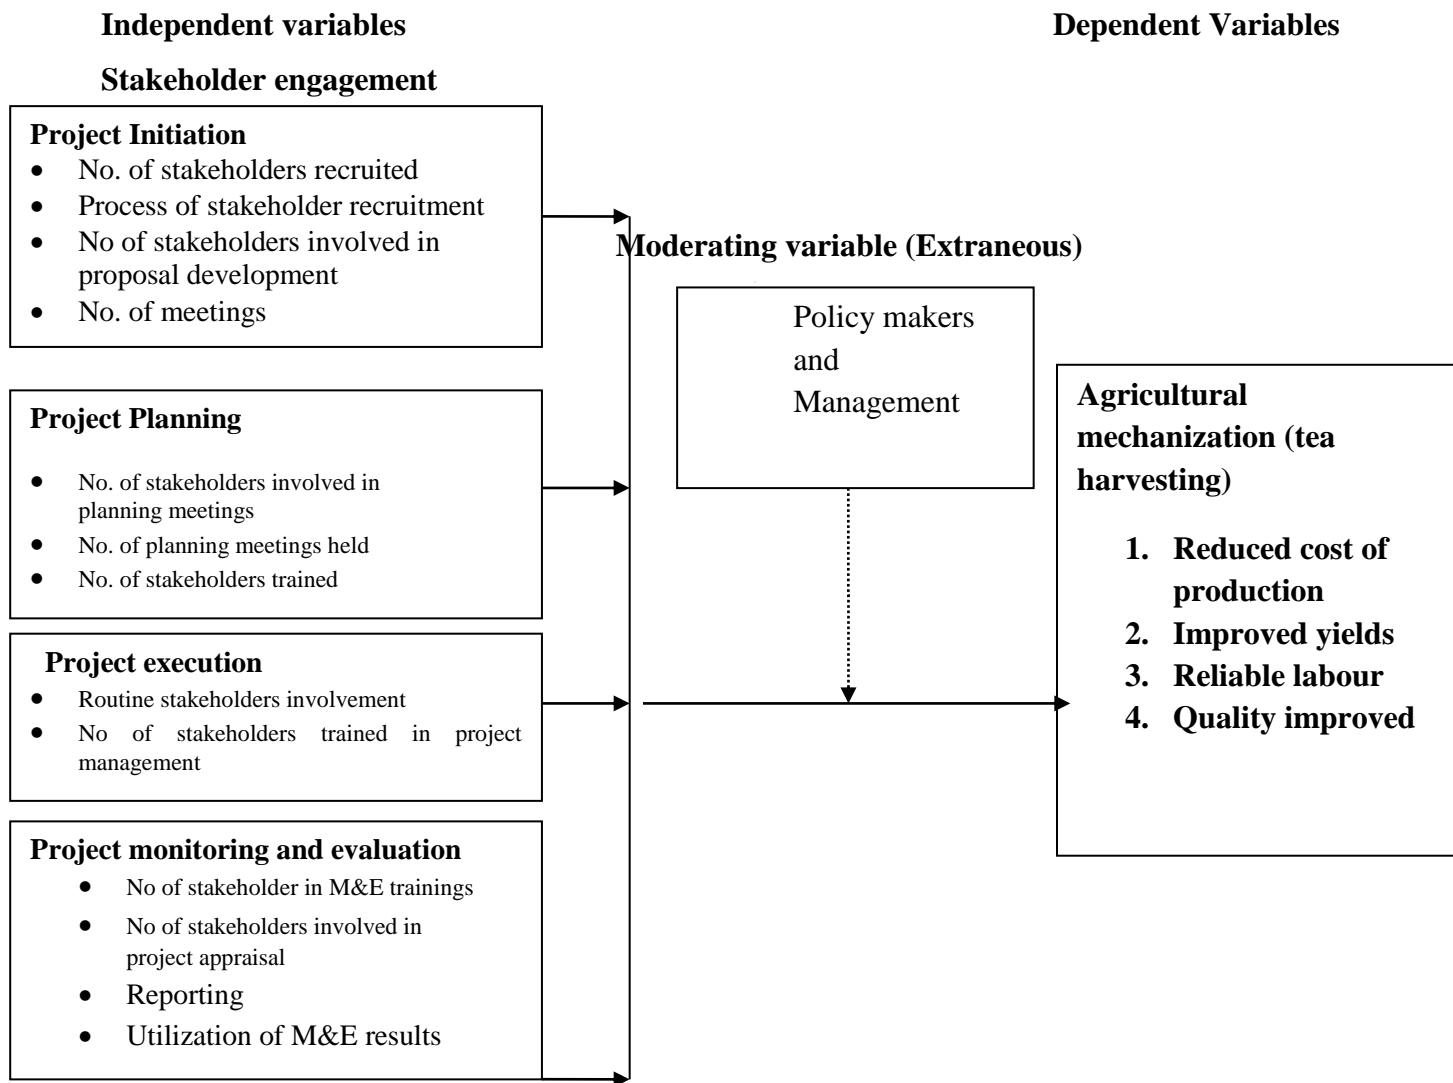 Independent variables
Dependent Variables
Stakeholder engagement
Project Initiation
• No. of stakeholders recruited
• Process of stakeholder recruitment
• No of stakeholders involved in
proposal development
• No. of meetings
Moderating variable (Extraneous)
Policy makers
and
Management
Project Planning
• No. of stakeholders involved in
planning meetings
• No. of planning meetings held
• No. of stakeholders trained
Project execution
• Routine stakeholders involvement
• No of stakeholders trained in project
management
Project monitoring and evaluation
• No of stakeholder in M&E trainings
• No of stakeholders involved in
project appraisal
• Reporting
• Utilization of M&E results
Agricultural
mechanization (tea
harvesting)
1. Reduced cost of
production
2. Improved yields
3. Reliable labour
4. Quality improved